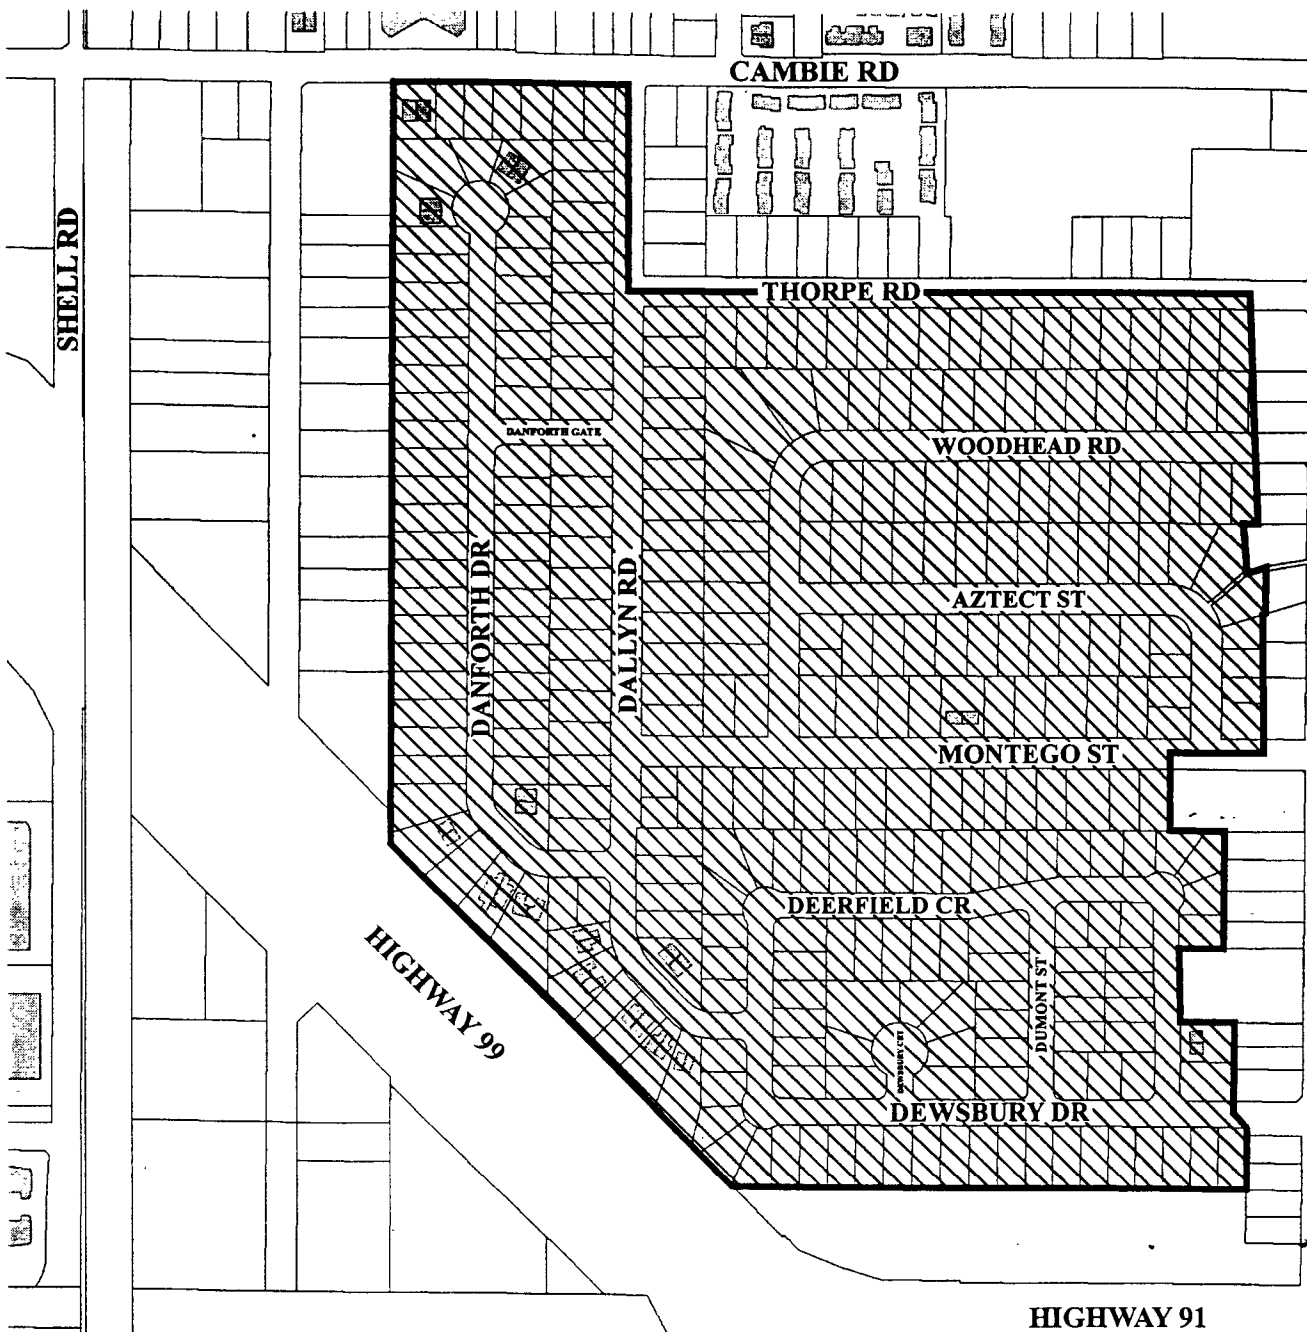 CAMBIE RD
SHELL RD
THORPE RD
DANFORTH GATE
WOODHEAD RD
DANFORTH DR
DALLYN RD
AZTECT ST
MONTEGO ST
DEERFIELD CR
HIGHWAY 99
DUMONT ST
DEWSBURY CRT
DEWSBURY DR
HIGHWAY 91